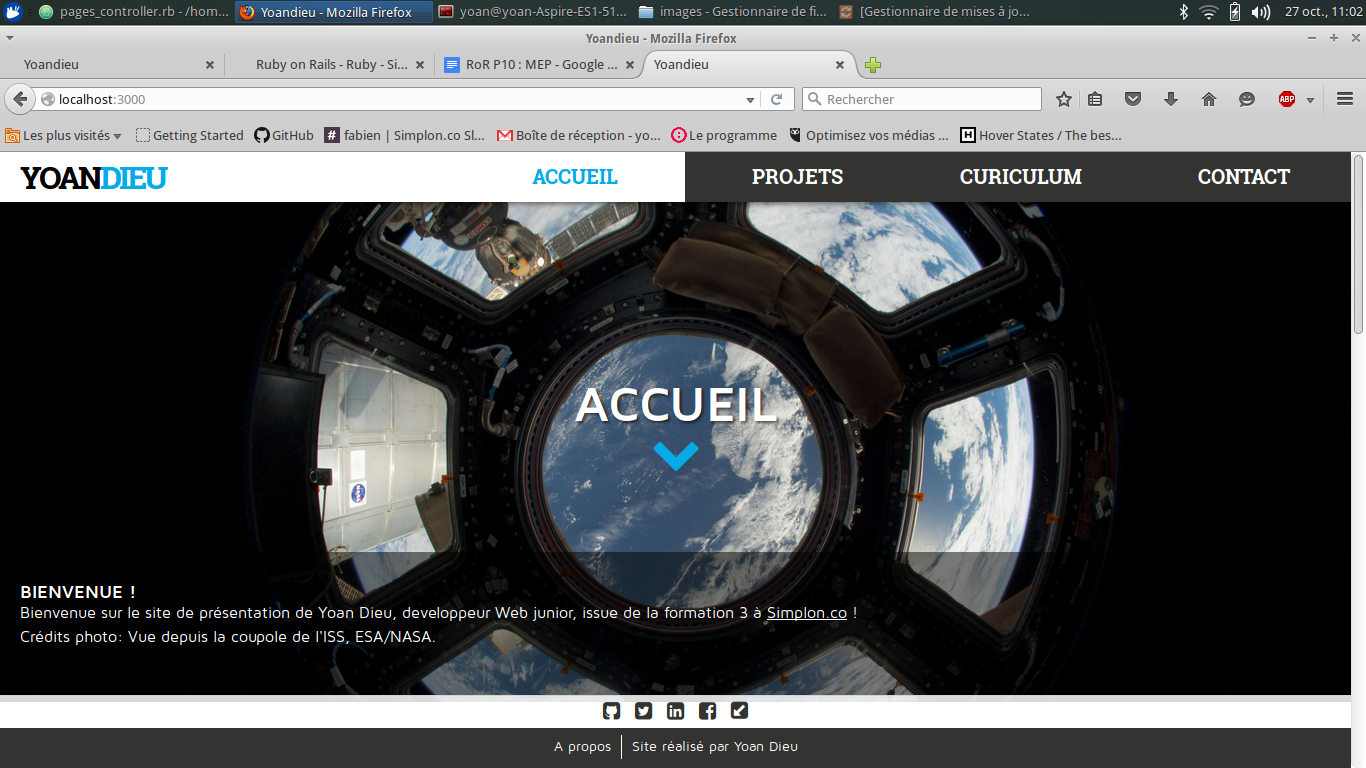 pages_controller.rb - /hom... Yoandieu - Mozilla Firefox yoan@yoan-Aspire-ES1-51... images - Gestionnaire de fi... [Gestionnaire de mises à jo... 27 oct., 11:02
Yoandieu - Mozilla Firefox
Yoandieu Ruby on Rails - Ruby - Si... RoR P10 : MEP - Google ... Yoandieu
localhost:3000 Rechercher ABP
Les plus visités Getting Started GitHub # fabien | Simplon.co Sl... Boîte de réception - yo... Le programme Optimisez vos médias ... H Hover States / The bes...
YOANDIEU ACCUEIL PROJETS CURICULUM CONTACT
ACCUEIL
BIENVENUE !
Bienvenue sur le site de présentation de Yoan Dieu, developpeur Web junior, issue de la formation 3 à Simplon.co !
Crédits photo: Vue depuis la coupole de l'ISS, ESA/NASA.
A propos Site réalisé par Yoan Dieu